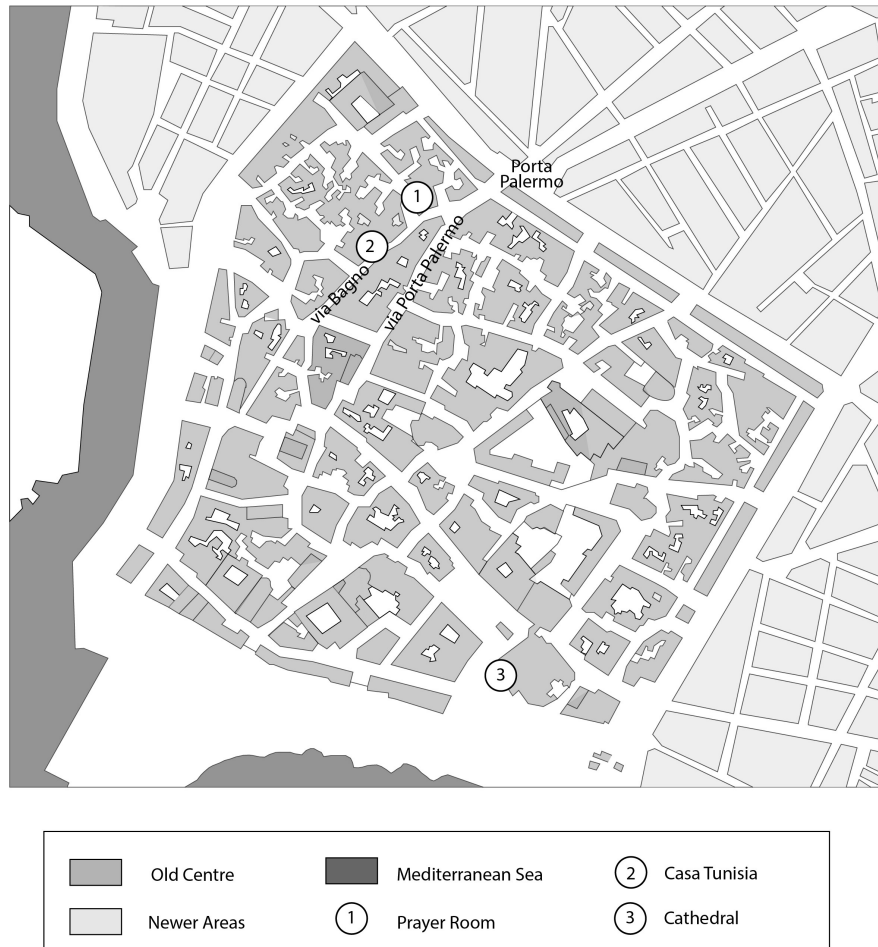 Porta
Palermo
1
2
via Bagno
via Porta Palermo
3
Old Centre
Mediterranean Sea
2 Casa Tunisia
Newer Areas
1 Prayer Room
3 Cathedral